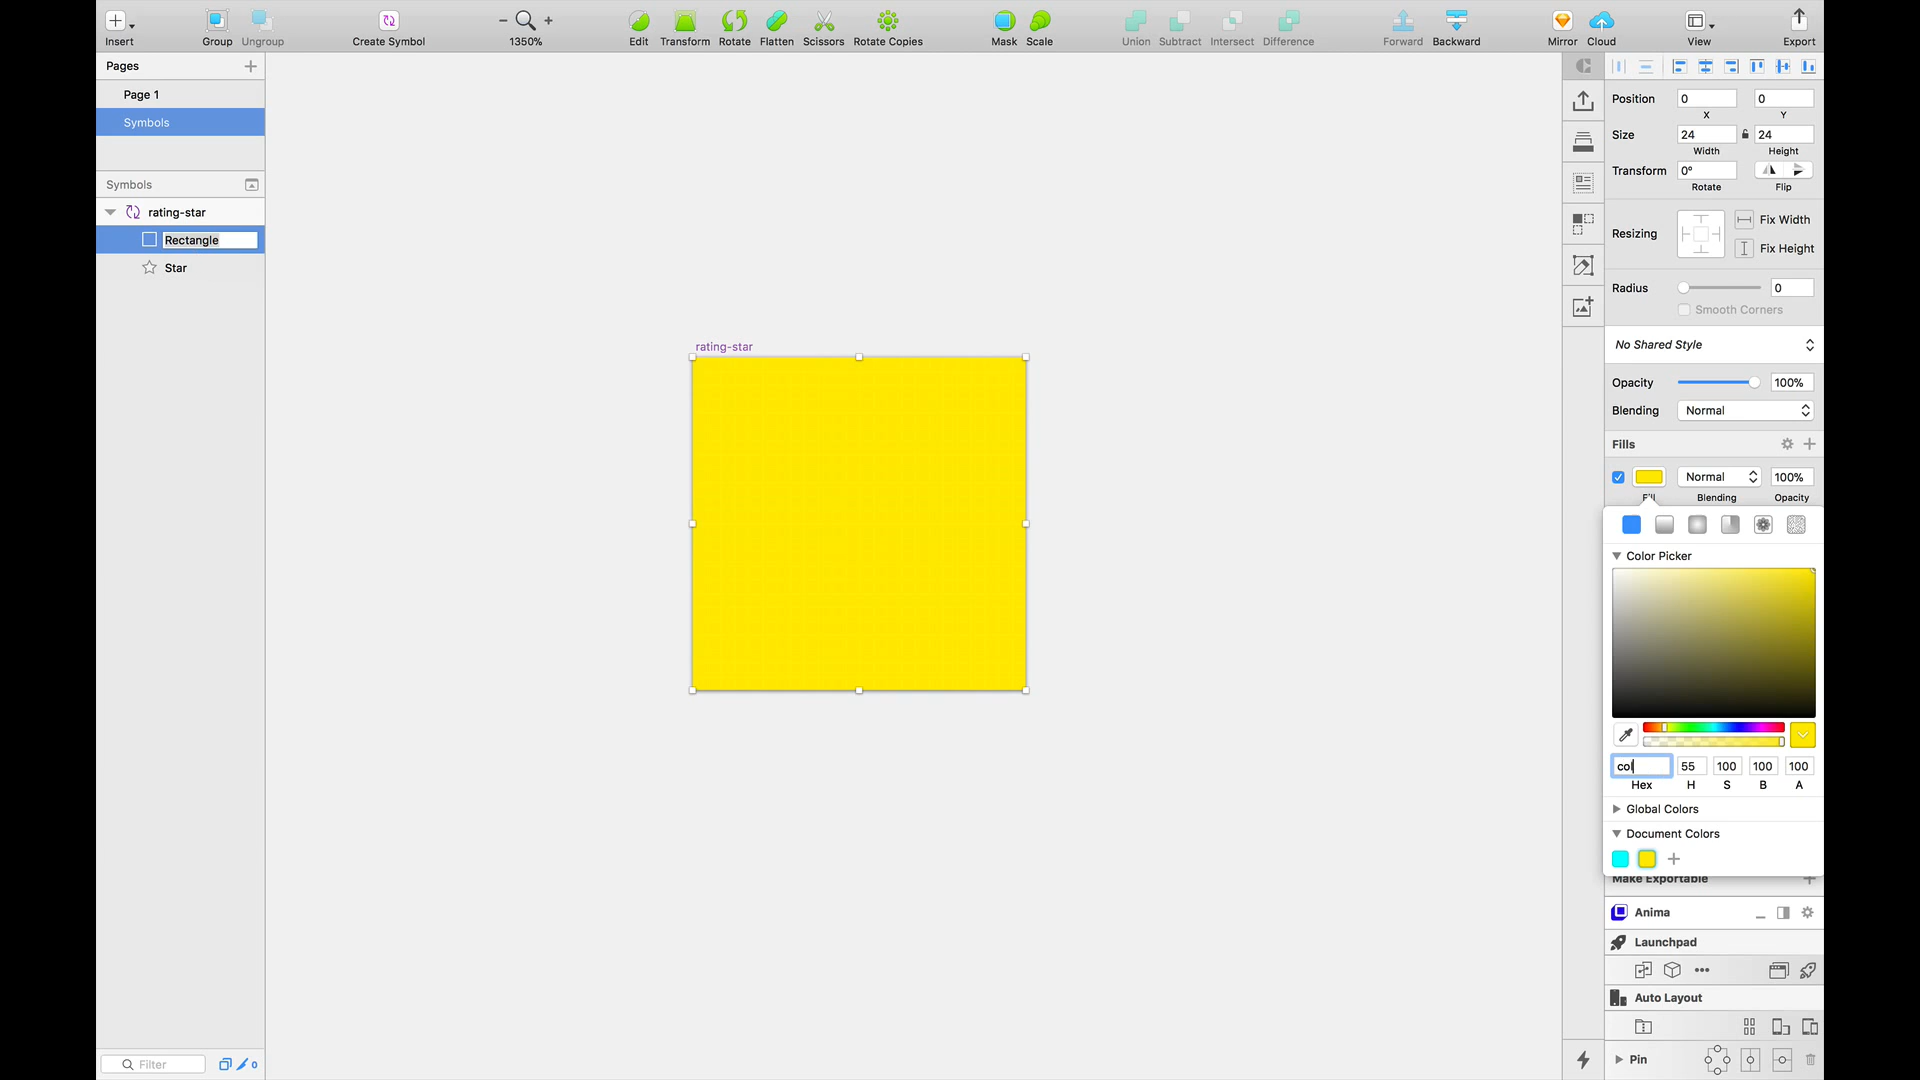 Insert
Group
Ungroup
Create Symbol
1350%
Edit
Transform
Rotate
Flatten
Scissors
Rotate Copies
Mask
Scale
Union
Subtract
Intersect
Difference
Forward
Backward
Mirror
Cloud
View
Export
Pages
Page 1
Symbols
Symbols
rating-star
Rectangle
Star
Filter
0
rating-star
Position
0
0
X
Y
Size
24
24
Width
Height
Transform
0°
Rotate
Flip
Resizing
Fix Width
Fix Height
Radius
0
Smooth Corners
No Shared Style
Opacity
100%
Blending
Normal
Fills
Normal
100%
Fill
Blending
Opacity
Color Picker
col
55
100
100
100
Hex
H
S
B
A
Global Colors
Document Colors
Make Exportable
Anima
Launchpad
Auto Layout
Pin